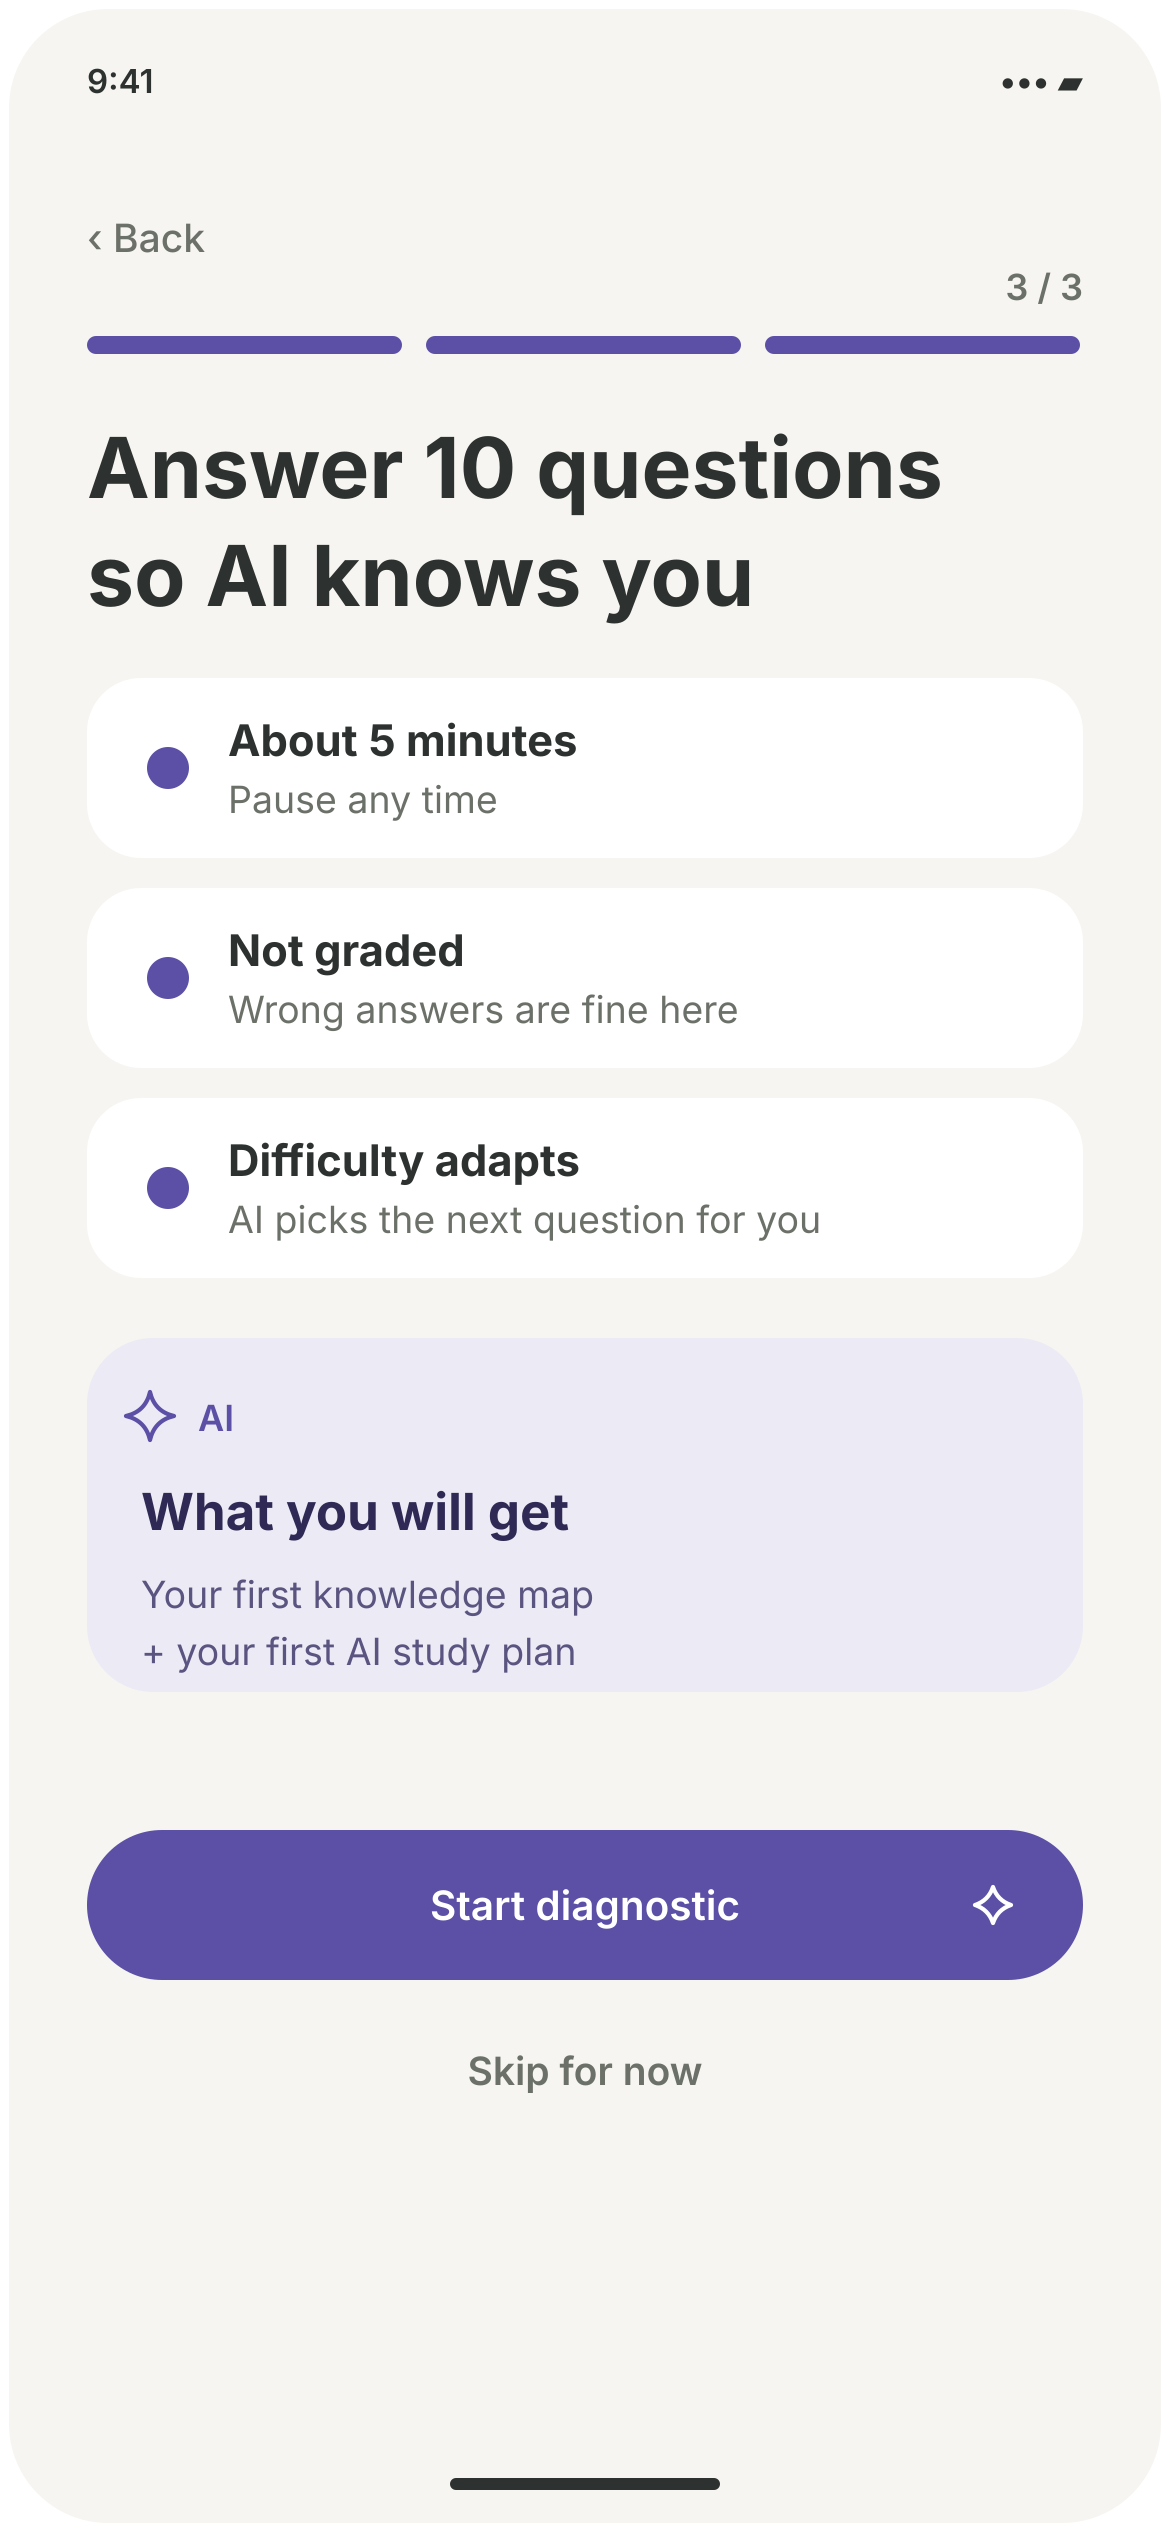 9:41
‹ Back
3 / 3
Answer 10 questions
so AI knows you
About 5 minutes
Pause any time
Not graded
Wrong answers are fine here
Difficulty adapts
AI picks the next question for you
AI
What you will get
Your first knowledge map
+ your first AI study plan
Start diagnostic
Skip for now